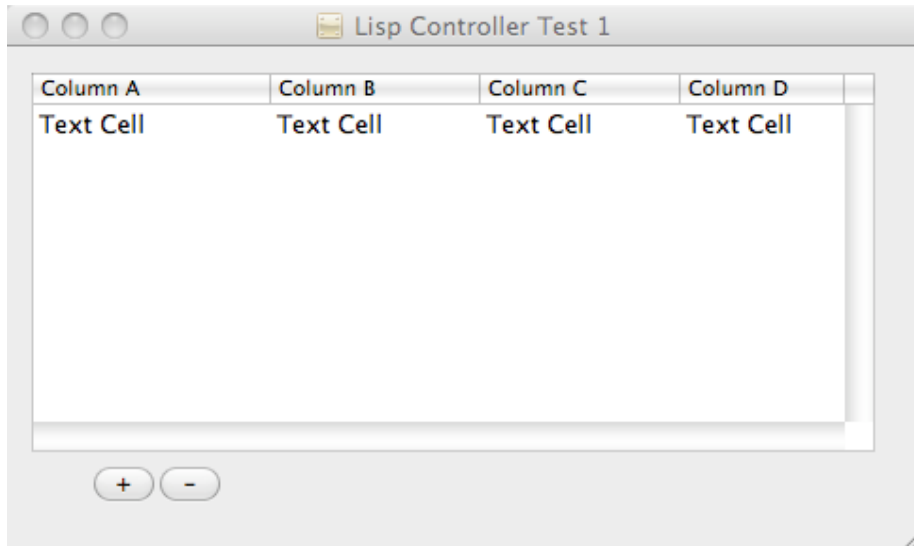 Lisp Controller Test 1
Column A Column B Column C Column D
Text Cell Text Cell Text Cell Text Cell
+ -